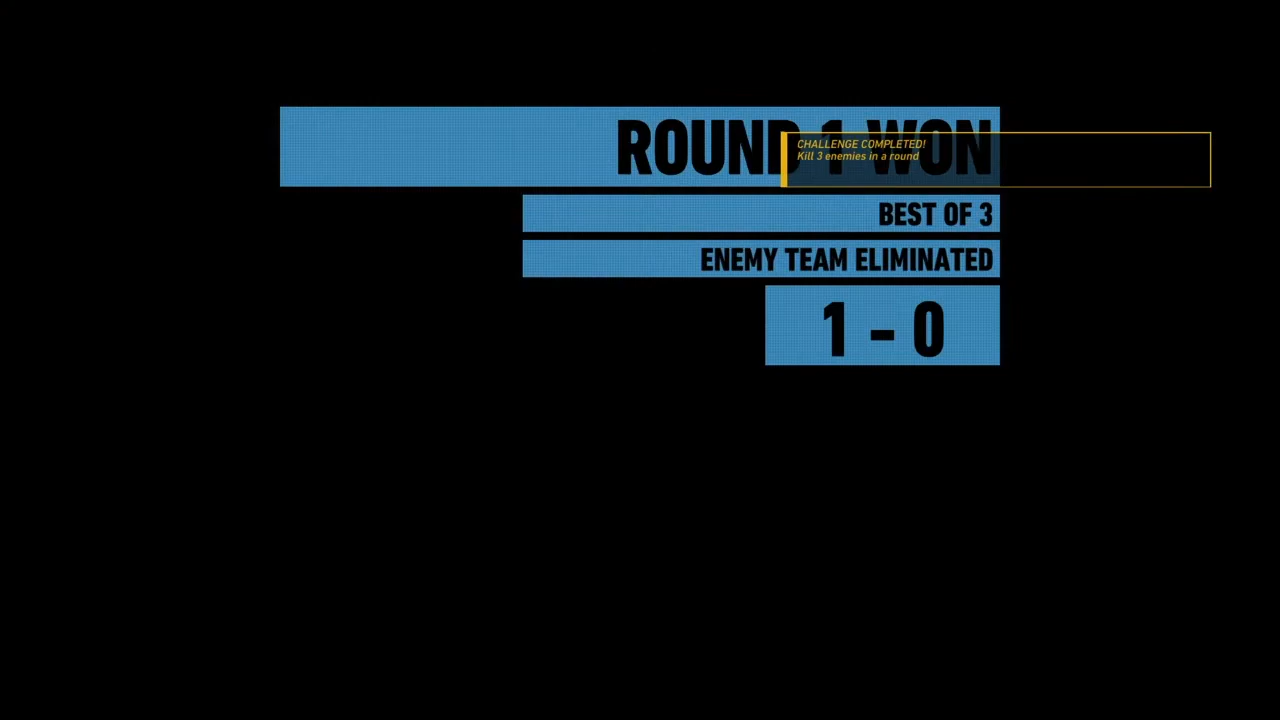 ROUND 1 WON
CHALLENGE COMPLETED!
Kill 3 enemies in a round
BEST OF 3
ENEMY TEAM ELIMINATED
1 - 0